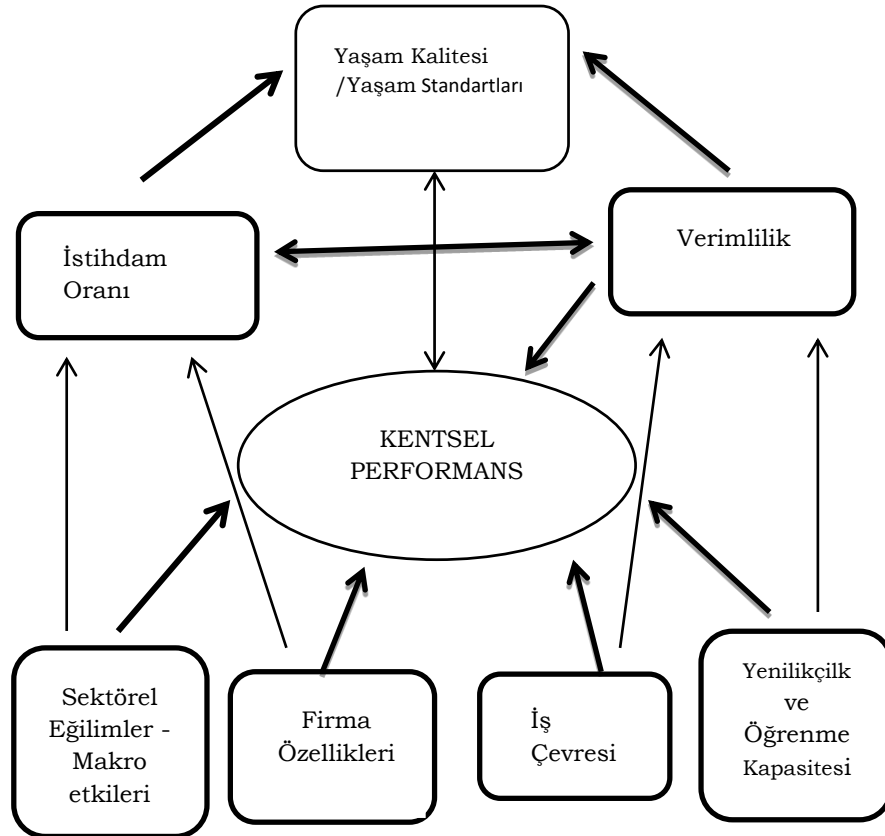 Yaşam Kalitesi
/Yaşam Standartları
İstihdam
Oranı
Verimlilik
KENTSEL
PERFORMANS
Sektörel
Eğilimler -
Makro
etkileri
Firma
Özellikleri
İş
Çevresi
Yenilikçilk
ve
Öğrenme
Kapasitesi